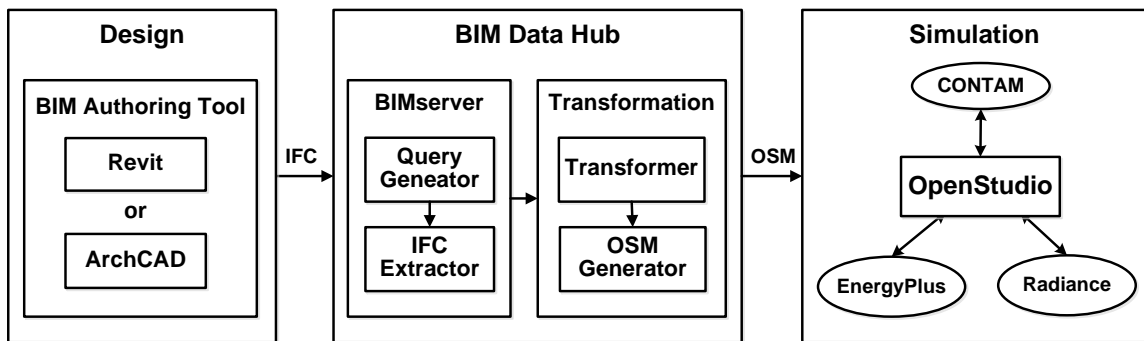 Design
BIM Authoring Tool
Revit
or
ArchCAD
IFC
BIM Data Hub
BIMserver
Query
Geneator
IFC
Extractor
Transformation
Transformer
OSM
Generator
OSM
Simulation
CONTAM
OpenStudio
EnergyPlus
Radiance